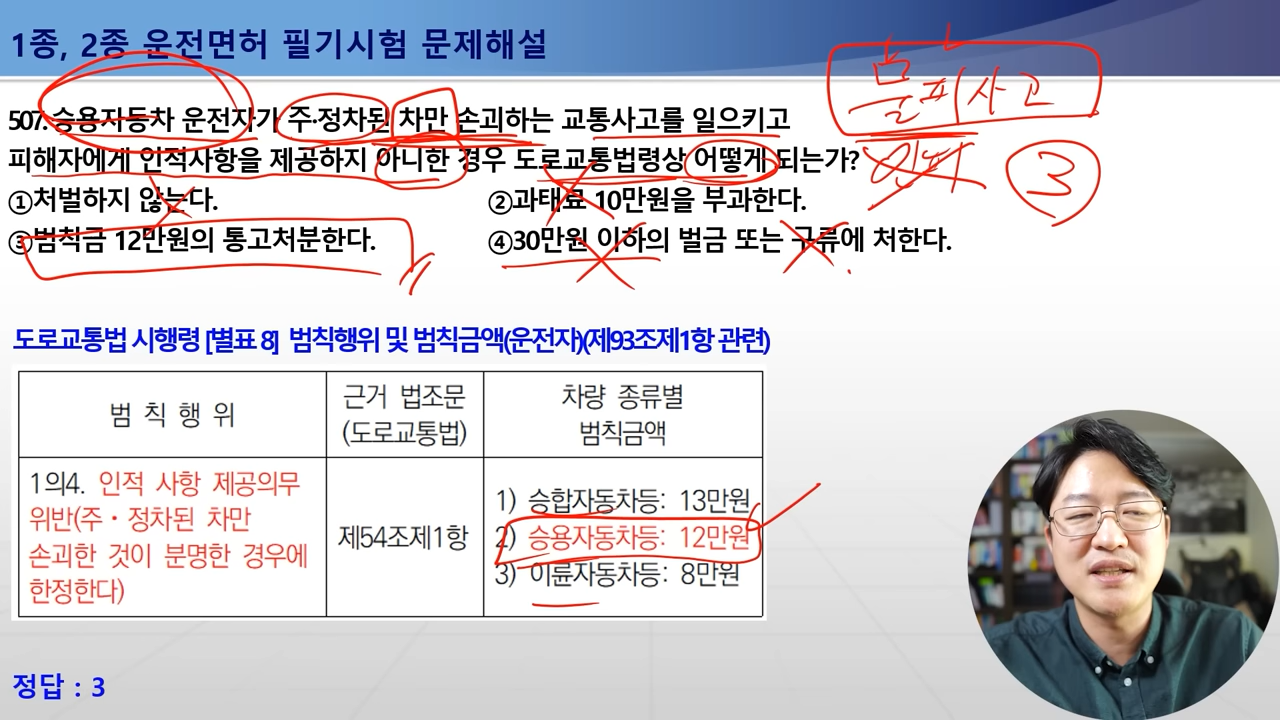 1종, 2종 운전면허 필기시험 문제해설
물피사고
507. 승용자동차 운전자가 주·정차된 차만 손괴하는 교통사고를 일으키고
피해자에게 인적사항을 제공하지 아니한 경우 도로교통법령상 어떻게 되는가?
인피
3
①처벌하지 않는다.
②과태료 10만원을 부과한다.
③범칙금 12만원의 통고처분한다.
④30만원 이하의 벌금 또는 구류에 처한다.
도로교통법 시행령 [별표 8] 범칙행위 및 범칙금액(운전자)(제93조제1항 관련)
범 칙 행 위
근거 법조문
(도로교통법)
차량 종류별
범칙금액
1의4. 인적 사항 제공의무
위반(주·정차된 차만
손괴한 것이 분명한 경우에
한정한다)
제54조제1항
1) 승합자동차등: 13만원
2) 승용자동차등: 12만원
3) 이륜자동차등: 8만원
정답 : 3